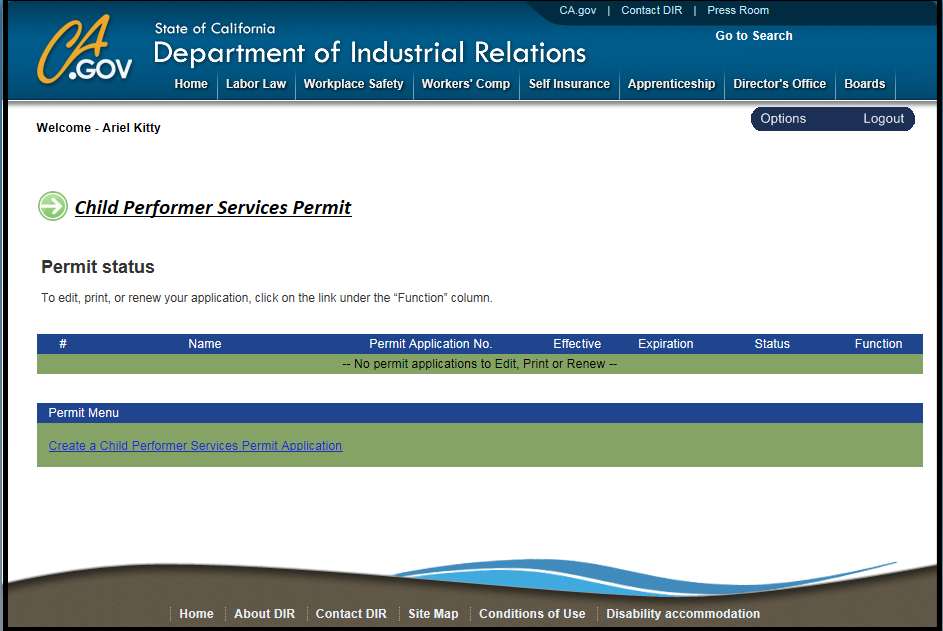 CA.gov | Contact DIR | Press Room
CA.GOV
State of California
Department of Industrial Relations
Go to Search
Home Labor Law Workplace Safety Workers' Comp Self Insurance Apprenticeship Director's Office Boards
Welcome - Ariel Kitty
Options Logout
Child Performer Services Permit
Permit status
To edit, print, or renew your application, click on the link under the “Function” column.
# Name Permit Application No. Effective Expiration Status Function
-- No permit applications to Edit, Print or Renew --
Permit Menu
Create a Child Performer Services Permit Application
Home About DIR Contact DIR Site Map Conditions of Use Disability accommodation